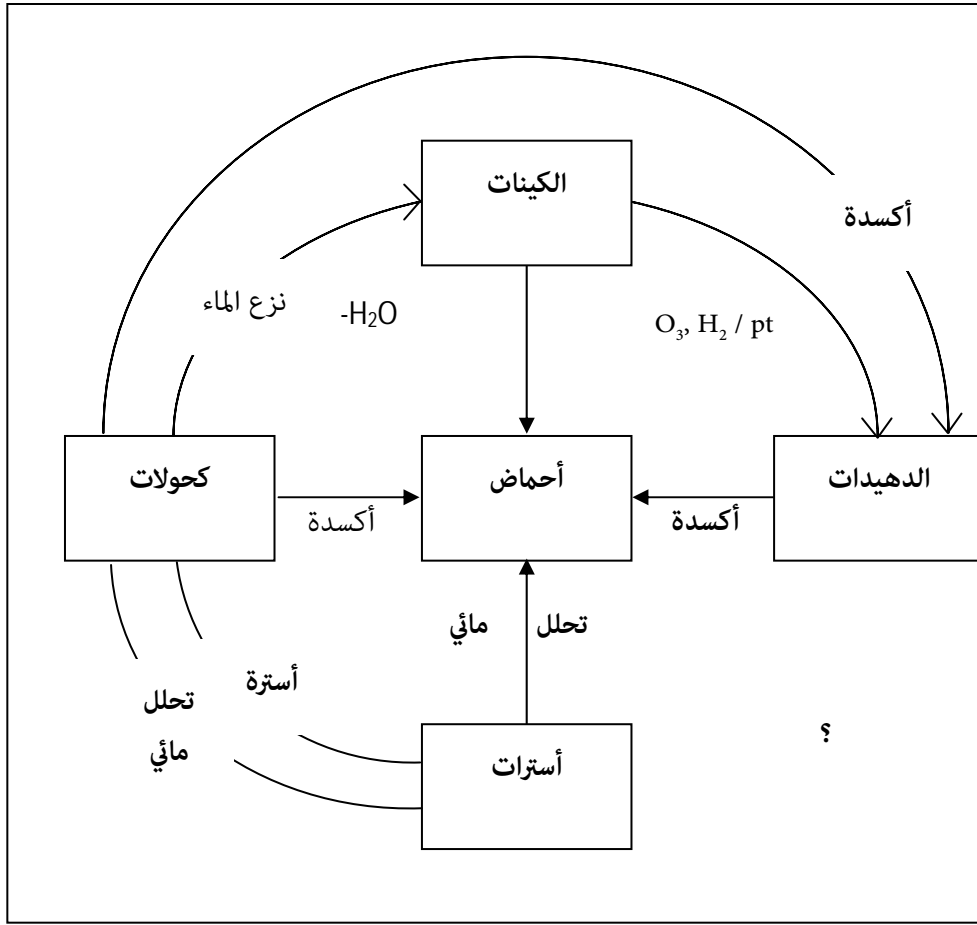 الكينات
أكسدة
نزع الماء
-H₂O
O₃, H₂ / pt
كحولات
أحماض
الدهيدات
أكسدة
أكسدة
مائي
تحلل
أسترة
تحلل
مائي
أسترات
؟